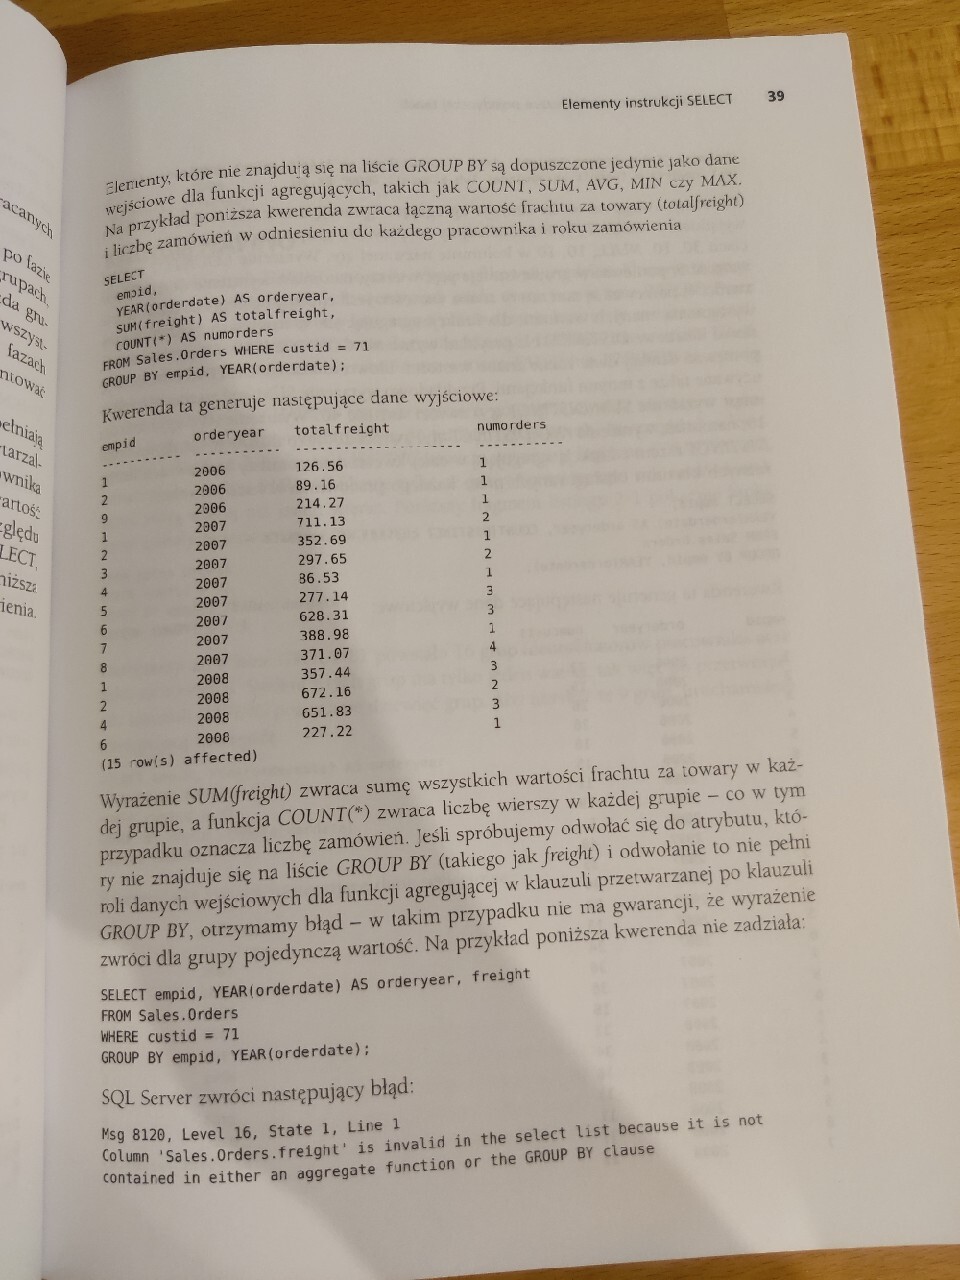 Elementy instrukcji SELECT 39
Elementy, które nie znajdują się na liście GROUP BY są dopuszczone jedynie jako dane
wejściowe dla funkcji agregujących, takich jak COUNT, SUM, AVG, MIN czy MAX.
Na przykład poniższa kwerenda zwraca łączną wartość frachtu za towary (totalfreight)
i liczbę zamówień w odniesieniu do każdego pracownika i roku zamówienia
SELECT
empid,
YEAR(orderdate) AS orderyear,
SUM(freight) AS totalfreight,
COUNT(*) AS numorders
FROM Sales.Orders WHERE custid = 71
GROUP BY empid, YEAR(orderdate);
Kwerenda ta generuje następujące dane wyjściowe:
empid orderyear totalfreight numorders
----------- ----------- --------------------- -----------
1 2006 126.56 1
2 2006 89.16 1
9 2006 214.27 1
1 2007 711.13 2
2 2007 352.69 1
3 2007 297.65 2
4 2007 86.53 1
5 2007 277.14 3
6 2007 628.31 3
7 2007 388.98 1
8 2007 371.07 4
1 2008 357.44 3
2 2008 672.16 2
4 2008 651.83 3
6 2008 227.22 1
(15 row(s) affected)
Wyrażenie SUM(freight) zwraca sumę wszystkich wartości frachtu za towary w każ-
dej grupie, a funkcja COUNT(*) zwraca liczbę wierszy w każdej grupie – co w tym
przypadku oznacza liczbę zamówień. Jeśli spróbujemy odwołać się do atrybutu, któ-
ry nie znajduje się na liście GROUP BY (takiego jak freight) i odwołanie to nie pełni
roli danych wejściowych dla funkcji agregującej w klauzuli przetwarzanej po klauzuli
GROUP BY, otrzymamy błąd – w takim przypadku nie ma gwarancji, że wyrażenie
zwróci dla grupy pojedynczą wartość. Na przykład poniższa kwerenda nie zadziała:
SELECT empid, YEAR(orderdate) AS orderyear, freight
FROM Sales.Orders
WHERE custid = 71
GROUP BY empid, YEAR(orderdate);
SQL Server zwróci następujący błąd:
Msg 8120, Level 16, State 1, Line 1
Column 'Sales.Orders.freight' is invalid in the select list because it is not
contained in either an aggregate function or the GROUP BY clause